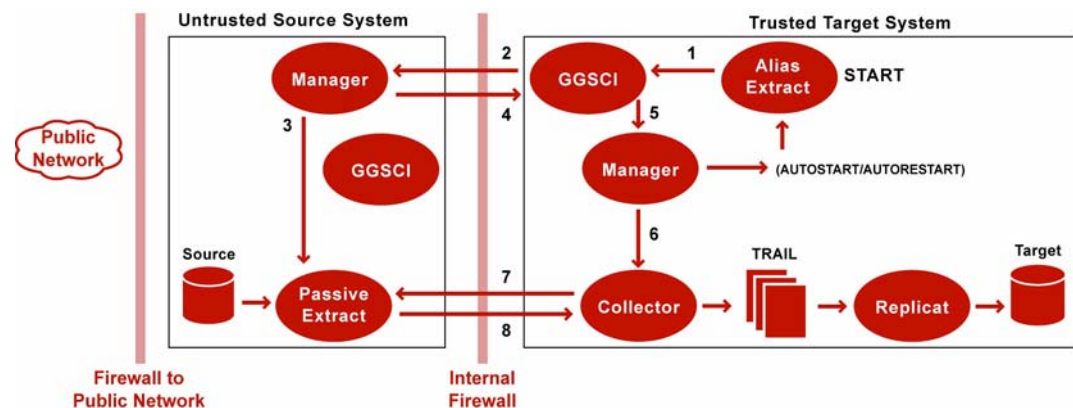 Untrusted Source System
Trusted Target System
Public
Network
Manager
GGSCI
Source
Passive
Extract
2
4
3
7
8
GGSCI
1
Alias
Extract
START
5
Manager
(AUTOSTART/AUTORESTART)
6
Collector
TRAIL
Replicat
Target
Firewall to
Public Network
Internal
Firewall